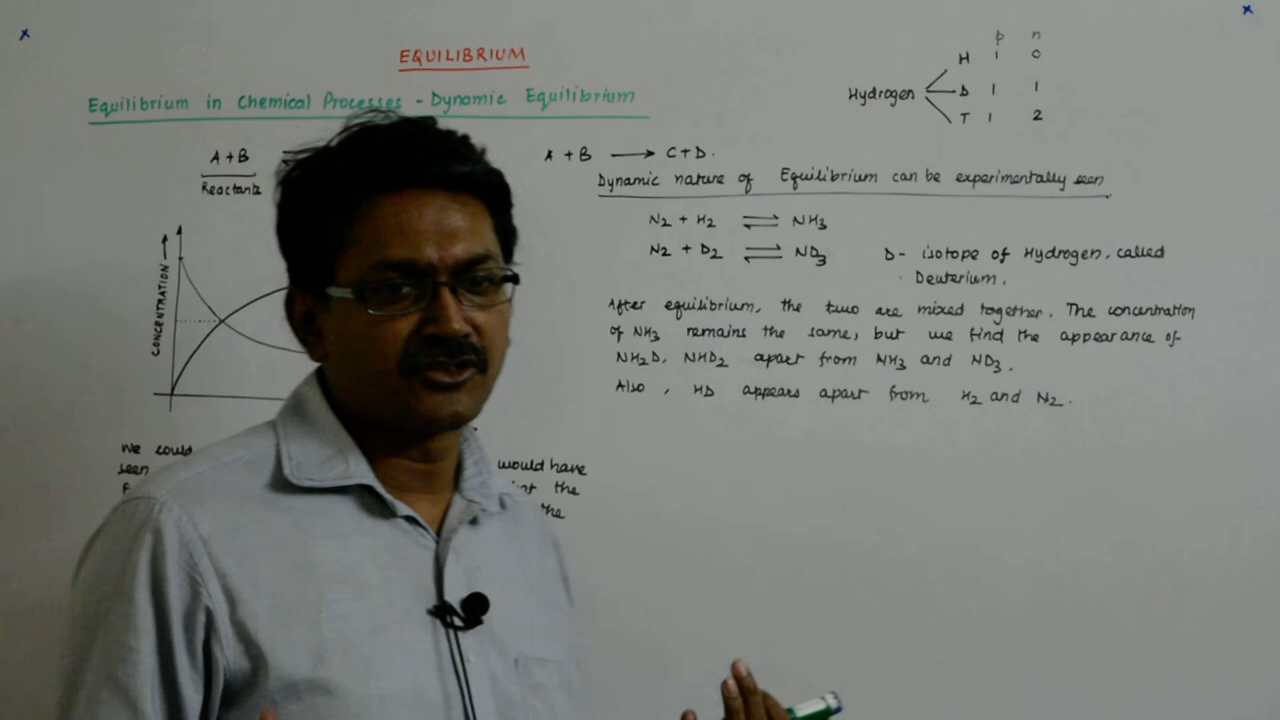 EQUILIBRIUM
Equilibrium in Chemical Processes - Dynamic Equilibrium
p n
H 1 0
Hydrogen D 1 1
T 1 2
A+B
Reactants
A + B ⟶ C+D.
Dynamic nature of Equilibrium can be experimentally seen
N2 + H2 ⇌ NH3
N2 + D2 ⇌ ND3
D- isotope of Hydrogen, called
Deuterium.
After equilibrium, the two are mixed together. The concentration
of NH3 remains the same, but we find the appearance of
NH2D, NHD2 apart from NH3 and ND3.
Also, HD appears apart from H2 and N2.
CONCENTRATION
We could would have
seen the
the